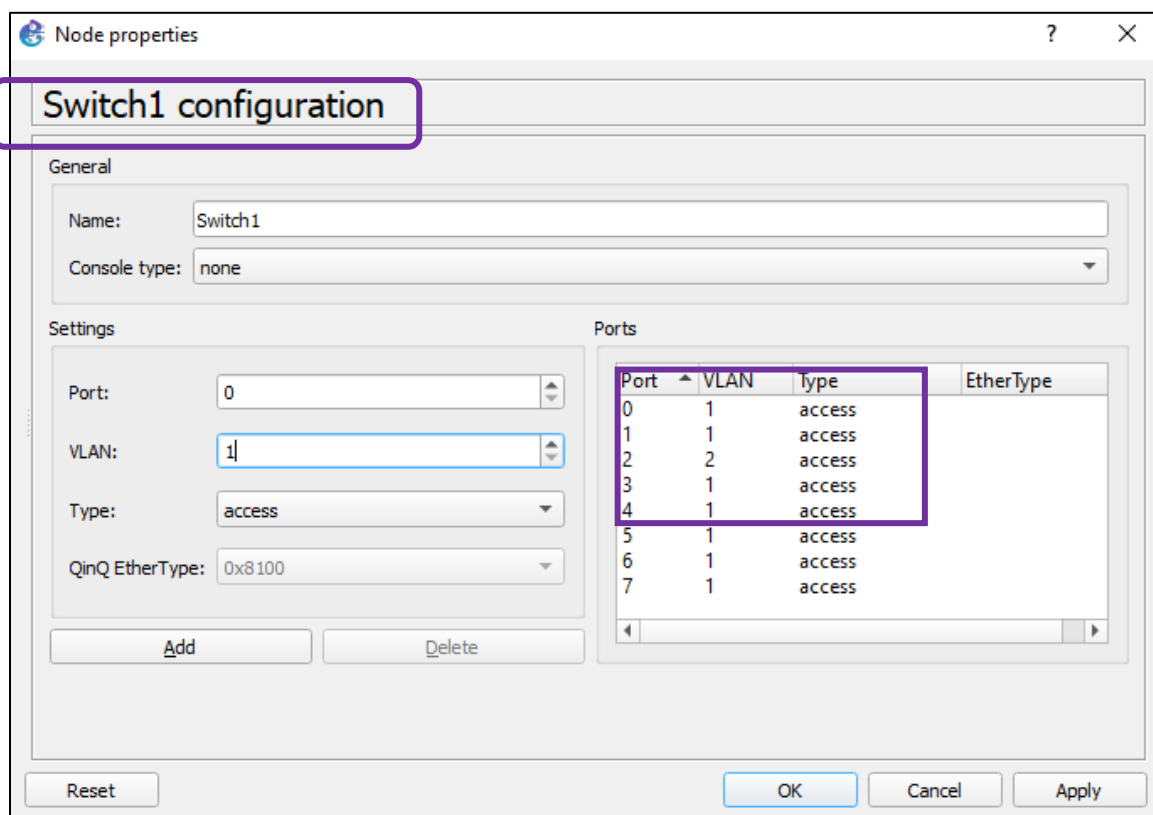 Node properties
?
Switch1 configuration
General
Name: Switch1
Console type: none
Settings
Port: 0
VLAN: 1
Type: access
QinQ EtherType: 0x8100
Add Delete
Ports
Port VLAN Type EtherType
0 1 access
1 1 access
2 2 access
3 1 access
4 1 access
5 1 access
6 1 access
7 1 access
Reset OK Cancel Apply